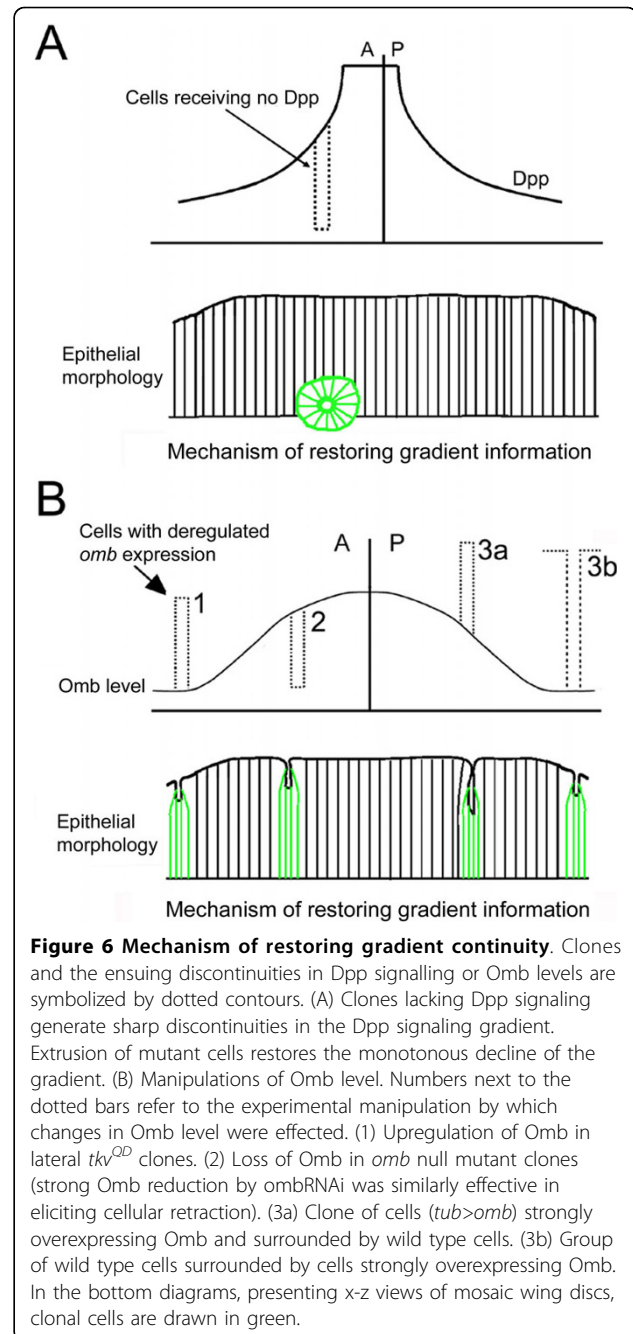 A
A P
Cells receiving no Dpp
Dpp
Epithelial
morphology
Mechanism of restoring gradient information
B
Cells with deregulated
omb expression
A P
1
2
3a
3b
Omb level
Epithelial
morphology
Mechanism of restoring gradient information
Figure 6 Mechanism of restoring gradient continuity. Clones
and the ensuing discontinuities in Dpp signalling or Omb levels are
symbolized by dotted contours. (A) Clones lacking Dpp signaling
generate sharp discontinuities in the Dpp signaling gradient.
Extrusion of mutant cells restores the monotonous decline of the
gradient. (B) Manipulations of Omb level. Numbers next to the
dotted bars refer to the experimental manipulation by which
changes in Omb level were effected. (1) Upregulation of Omb in
lateral tkv^QD clones. (2) Loss of Omb in omb null mutant clones
(strong Omb reduction by ombRNAi was similarly effective in
eliciting cellular retraction). (3a) Clone of cells (tub>omb) strongly
overexpressing Omb and surrounded by wild type cells. (3b) Group
of wild type cells surrounded by cells strongly overexpressing Omb.
In the bottom diagrams, presenting x-z views of mosaic wing discs,
clonal cells are drawn in green.